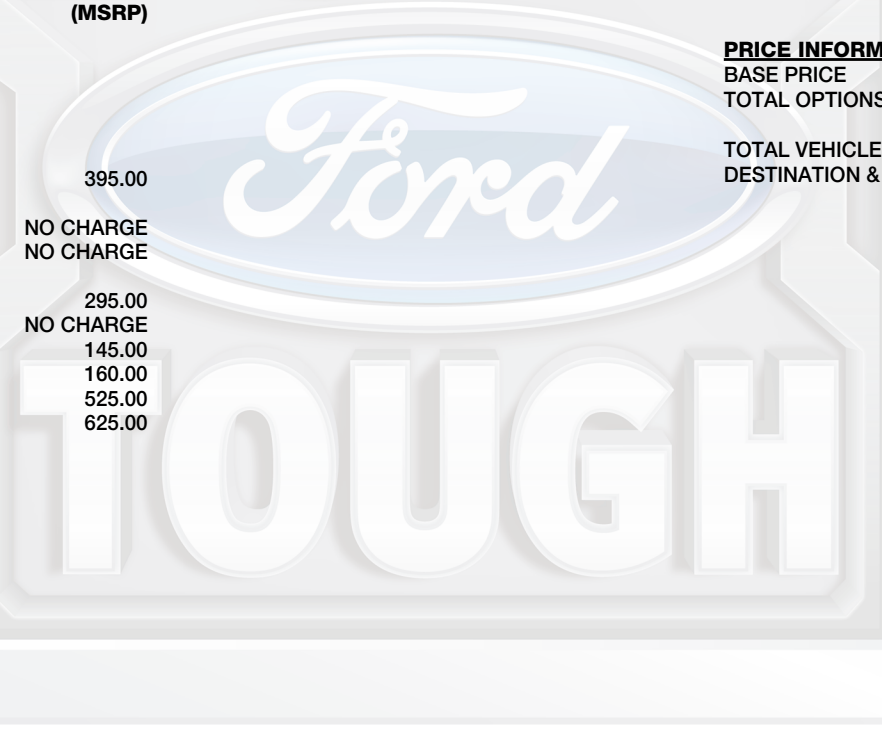 (MSRP)
395.00
NO CHARGE
NO CHARGE
295.00
NO CHARGE
145.00
160.00
525.00
625.00
PRICE INFORM
BASE PRICE
TOTAL OPTIONS
TOTAL VEHICLE
DESTINATION &
Ford
TOUGH